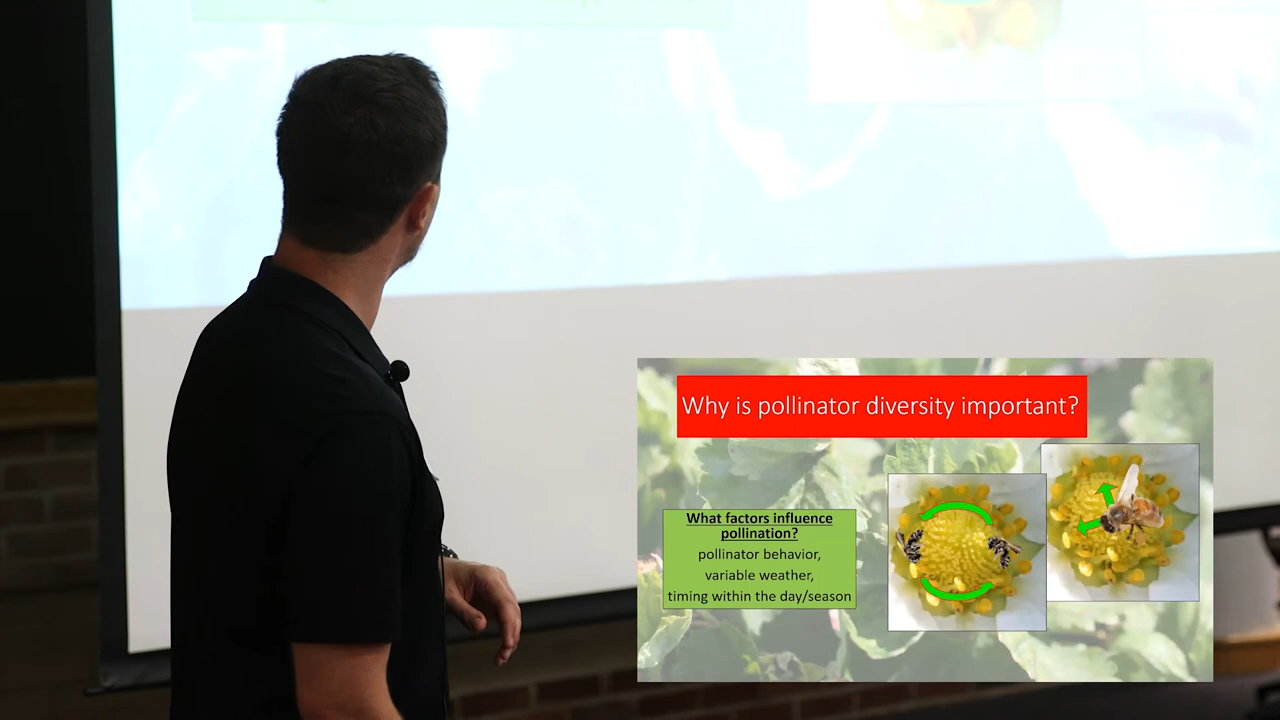 Why is pollinator diversity important?
What factors influence
pollination?
pollinator behavior,
variable weather,
timing within the day/season